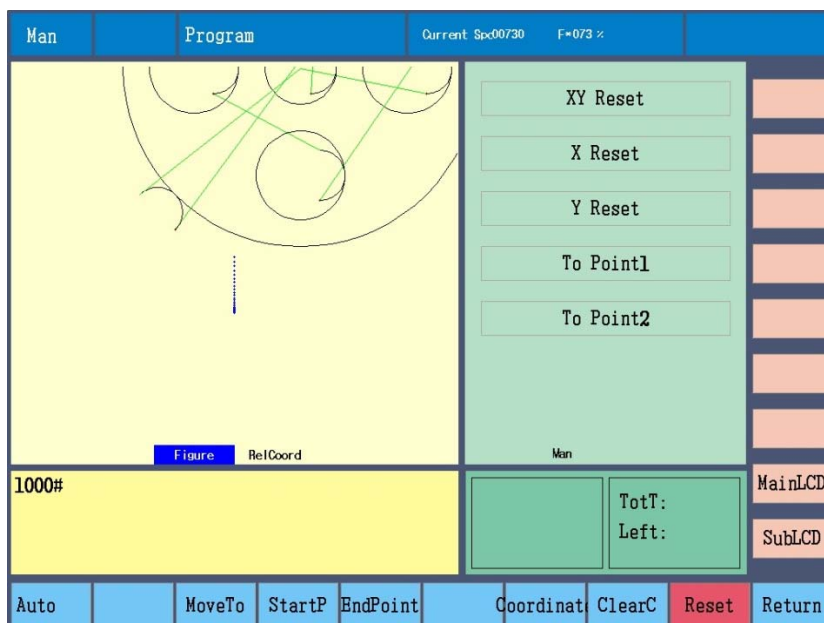 Man Program Current Spc00730 F=073 %
XY Reset
X Reset
Y Reset
To Point1
To Point2
Figure RelCoord Man
1000#
TotT:
Left:
MainLCD
SubLCD
Auto MoveTo StartP EndPoint Coordinat ClearC Reset Return